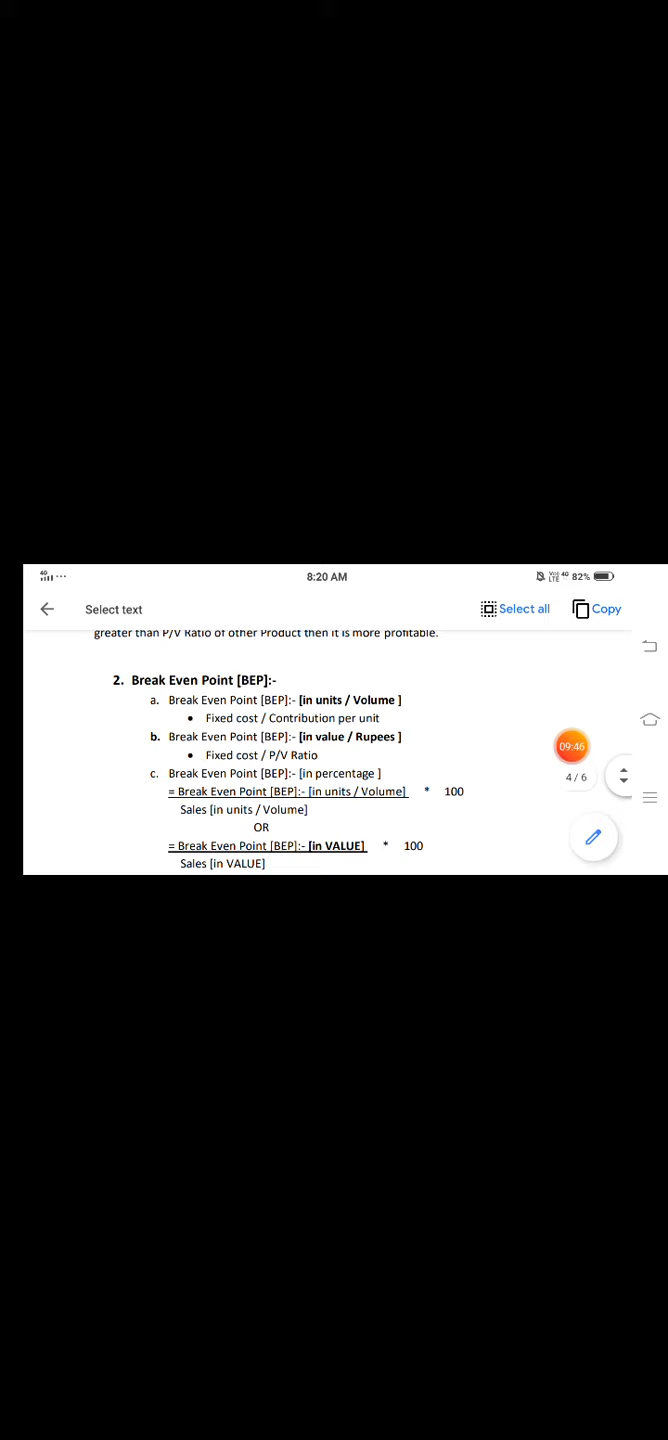 8:20 AM
4G
Vo)
LTE 4G 82%
Select text
Select all
Copy
greater than P/V Ratio of other Product then it is more profitable.
2. Break Even Point [BEP]:-
a. Break Even Point [BEP]:- [in units / Volume ]
• Fixed cost / Contribution per unit
b. Break Even Point [BEP]:- [in value / Rupees ]
• Fixed cost / P/V Ratio
c. Break Even Point [BEP]:- [in percentage ]
= Break Even Point [BEP]:- [in units / Volume] * 100
Sales [in units / Volume]
OR
= Break Even Point [BEP]:- [in VALUE] * 100
Sales [in VALUE]
09:46
4 / 6